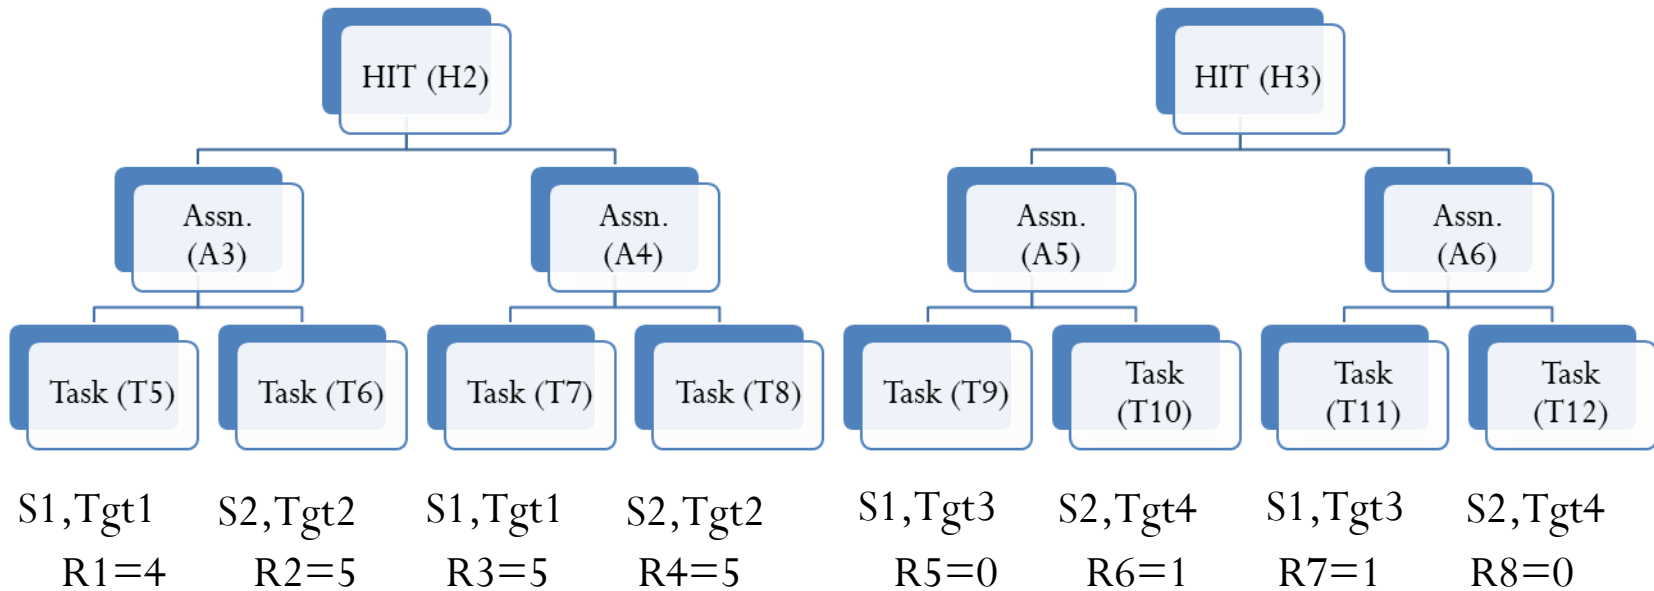 HIT (H2)
HIT (H3)
Assn.
(A3)
Assn.
(A4)
Assn.
(A5)
Assn.
(A6)
Task (T5)
Task (T6)
Task (T7)
Task (T8)
Task (T9)
Task
(T10)
Task
(T11)
Task
(T12)
S1,Tgt1
S2,Tgt2
S1,Tgt1
S2,Tgt2
S1,Tgt3
S2,Tgt4
S1,Tgt3
S2,Tgt4
R1=4
R2=5
R3=5
R4=5
R5=0
R6=1
R7=1
R8=0